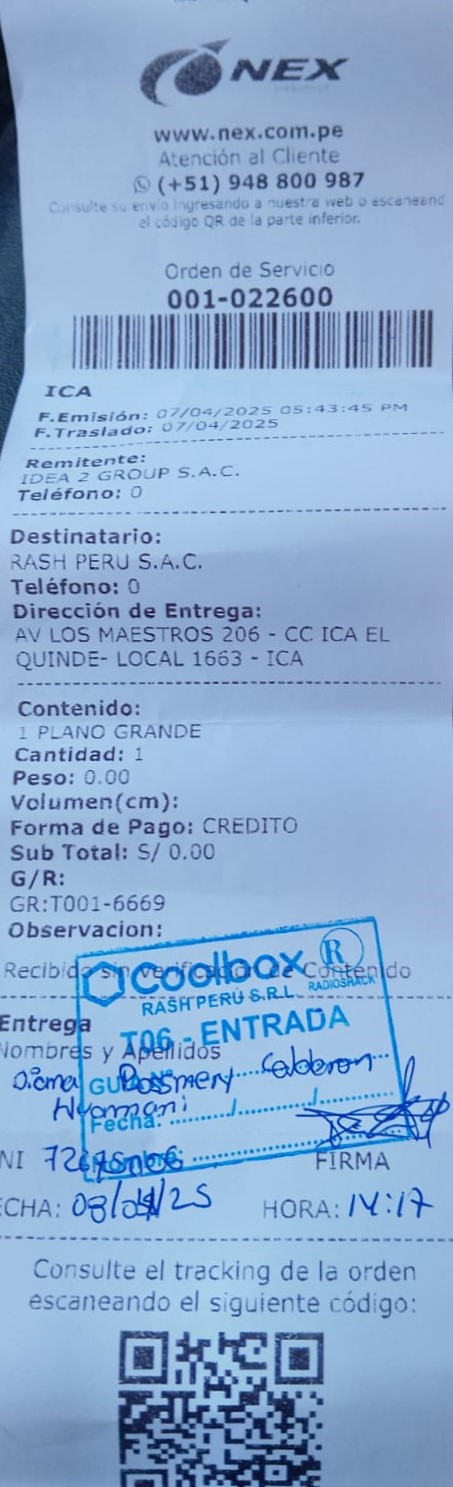 NEX
www.nex.com.pe
Atención al Cliente
(+51) 948 800 987
Consulte su envío ingresando a nuestra web o escaneand
el código QR de la parte inferior.
Orden de Servicio
001-022600
ICA
F.Emisión: 07/04/2025 05:43:45 PM
F.Traslado: 07/04/2025
Remitente:
IDEA 2 GROUP S.A.C.
Teléfono: 0
Destinatario:
RASH PERU S.A.C.
Teléfono: 0
Dirección de Entrega:
AV LOS MAESTROS 206 - CC ICA EL
QUINDE- LOCAL 1663 - ICA
Contenido:
1 PLANO GRANDE
Cantidad: 1
Peso: 0.00
Volumen(cm):
Forma de Pago: CREDITO
Sub Total: S/ 0.00
G/R:
GR:T001-6669
Observacion:
Recibido sin verificación de Contenido
coolbox R
RASH PERÚ S.R.L. RADIOSHACK
T06 - ENTRADA
Entrega
Nombres y Apellidos
Rossmery
Huamani
Fecha:
NI
FIRMA
ECHA: 08/04/25 HORA: 14:17
Consulte el tracking de la orden
escaneando el siguiente código: